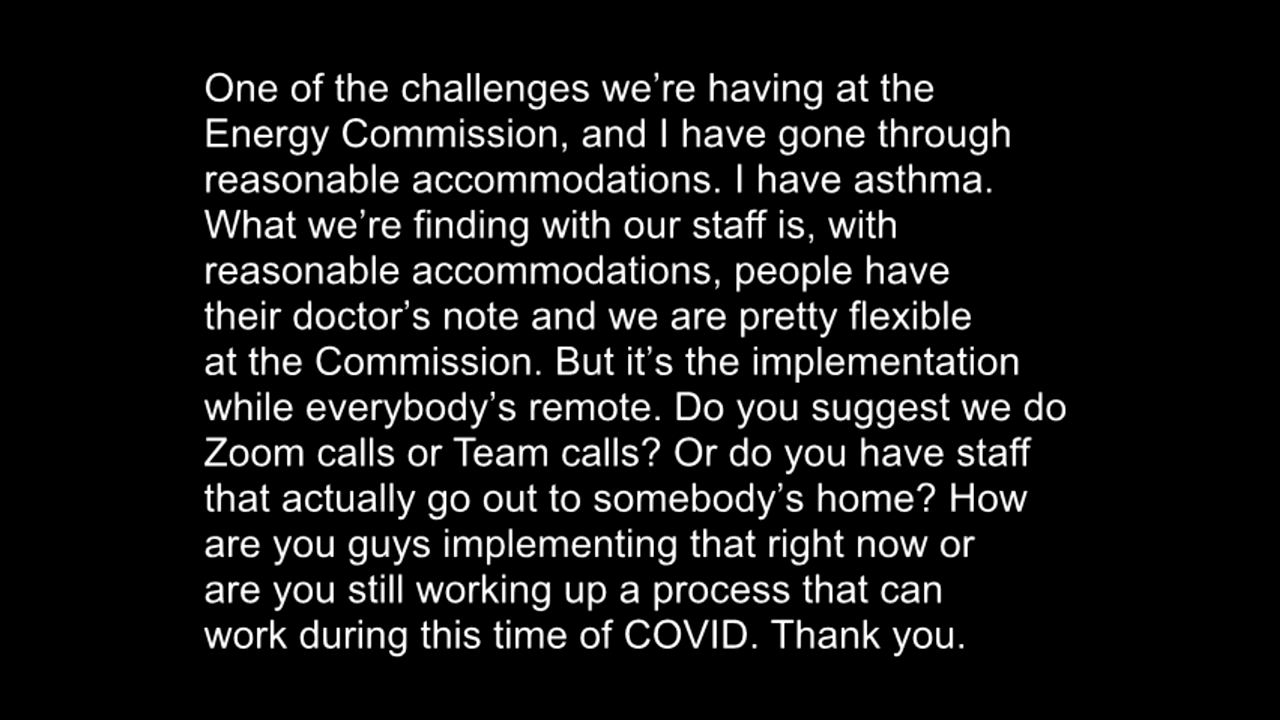 One of the challenges we’re having at the
Energy Commission, and I have gone through
reasonable accommodations. I have asthma.
What we’re finding with our staff is, with
reasonable accommodations, people have
their doctor’s note and we are pretty flexible
at the Commission. But it’s the implementation
while everybody’s remote. Do you suggest we do
Zoom calls or Team calls? Or do you have staff
that actually go out to somebody’s home? How
are you guys implementing that right now or
are you still working up a process that can
work during this time of COVID. Thank you.